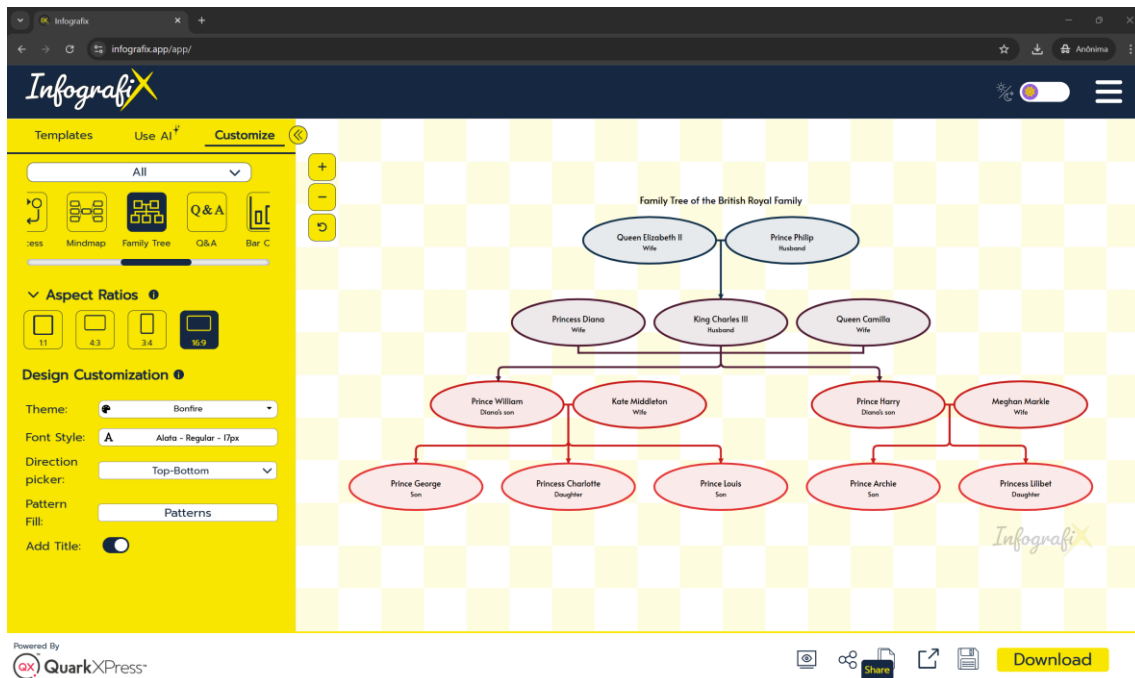 Infografix
infografix.app/app/
Anónima
Infografix
Templates
Use AI
Customize
All
cess
Mindmap
Family Tree
Q&A
Q&A
Bar C
Aspect Ratios
1:1
4:3
3:4
16:9
Design Customization
Theme:
Bonfire
Font Style:
A
Alata - Regular - 17px
Direction
picker:
Top-Bottom
Pattern
Fill:
Patterns
Add Title:
Family Tree of the British Royal Family
Queen Elizabeth II
Wife
Prince Philip
Husband
Princess Diana
Wife
King Charles III
Husband
Queen Camilla
Wife
Prince William
Diana's son
Kate Middleton
Wife
Prince Harry
Diana's son
Meghan Markle
Wife
Prince George
Son
Princess Charlotte
Daughter
Prince Louis
Son
Prince Archie
Son
Princess Lilibet
Daughter
Infografix
Powered By
QX QuarkXPress
Share
Download